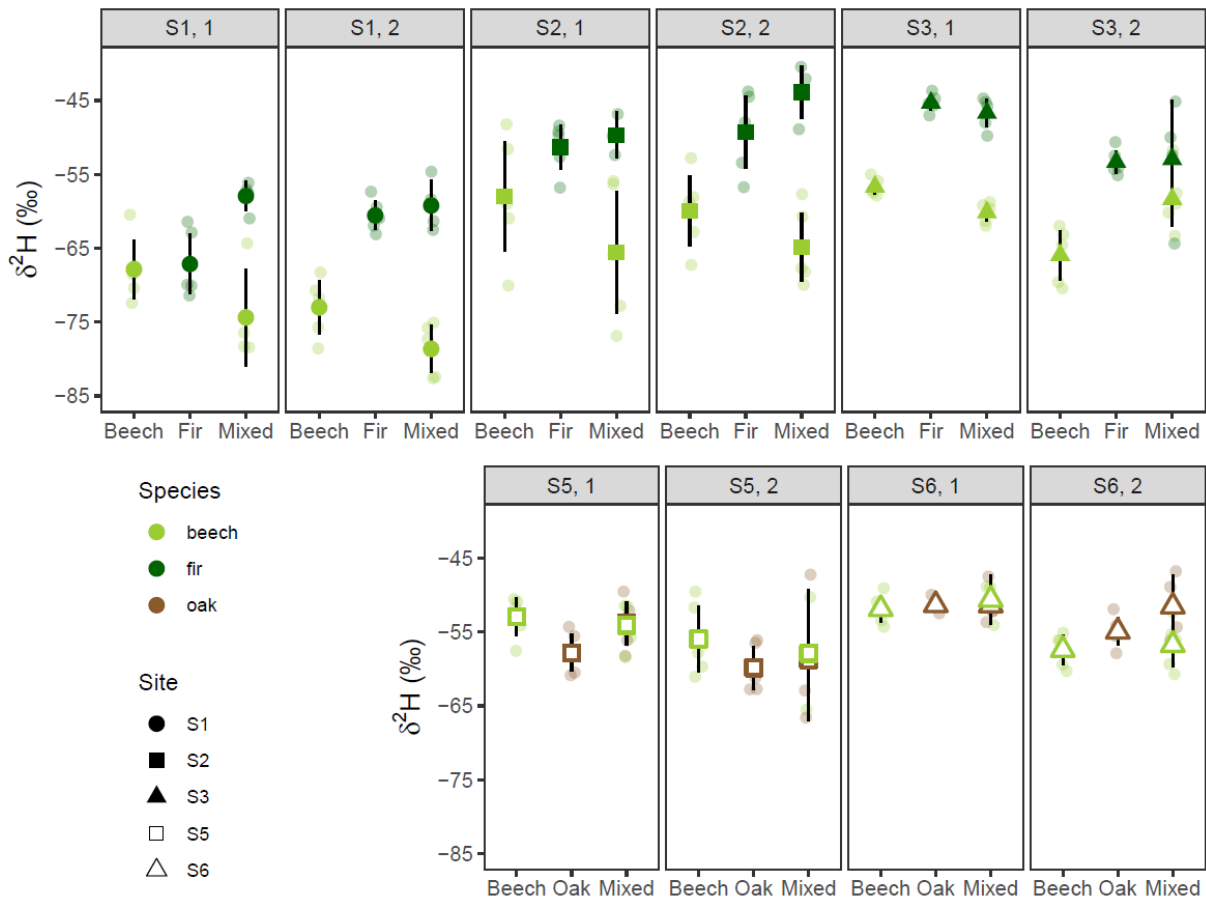 S1, 1 S1, 2 S2, 1 S2, 2 S3, 1 S3, 2
δ²H (‰)
−45
−55
−65
−75
−85
Beech Fir Mixed Beech Fir Mixed Beech Fir Mixed Beech Fir Mixed Beech Fir Mixed Beech Fir Mixed
Species
beech
fir
oak
Site
S1
S2
S3
S5
S6
S5, 1 S5, 2 S6, 1 S6, 2
δ²H (‰)
−45
−55
−65
−75
−85
Beech Oak Mixed Beech Oak Mixed Beech Oak Mixed Beech Oak Mixed